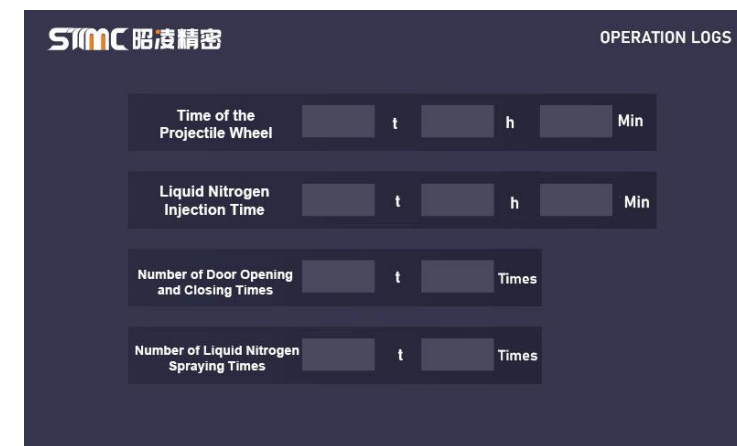 STMC 昭凌精密
OPERATION LOGS
Time of the
Projectile Wheel
t
h
Min
Liquid Nitrogen
Injection Time
t
h
Min
Number of Door Opening
and Closing Times
t
Times
Number of Liquid Nitrogen
Spraying Times
t
Times